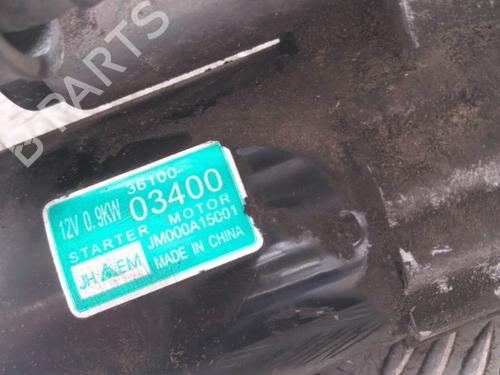 36100-
12V 0.9KW 03400
STARTER MOTOR
JM000A15001
JH EM MADE IN CHINA
B PARTS